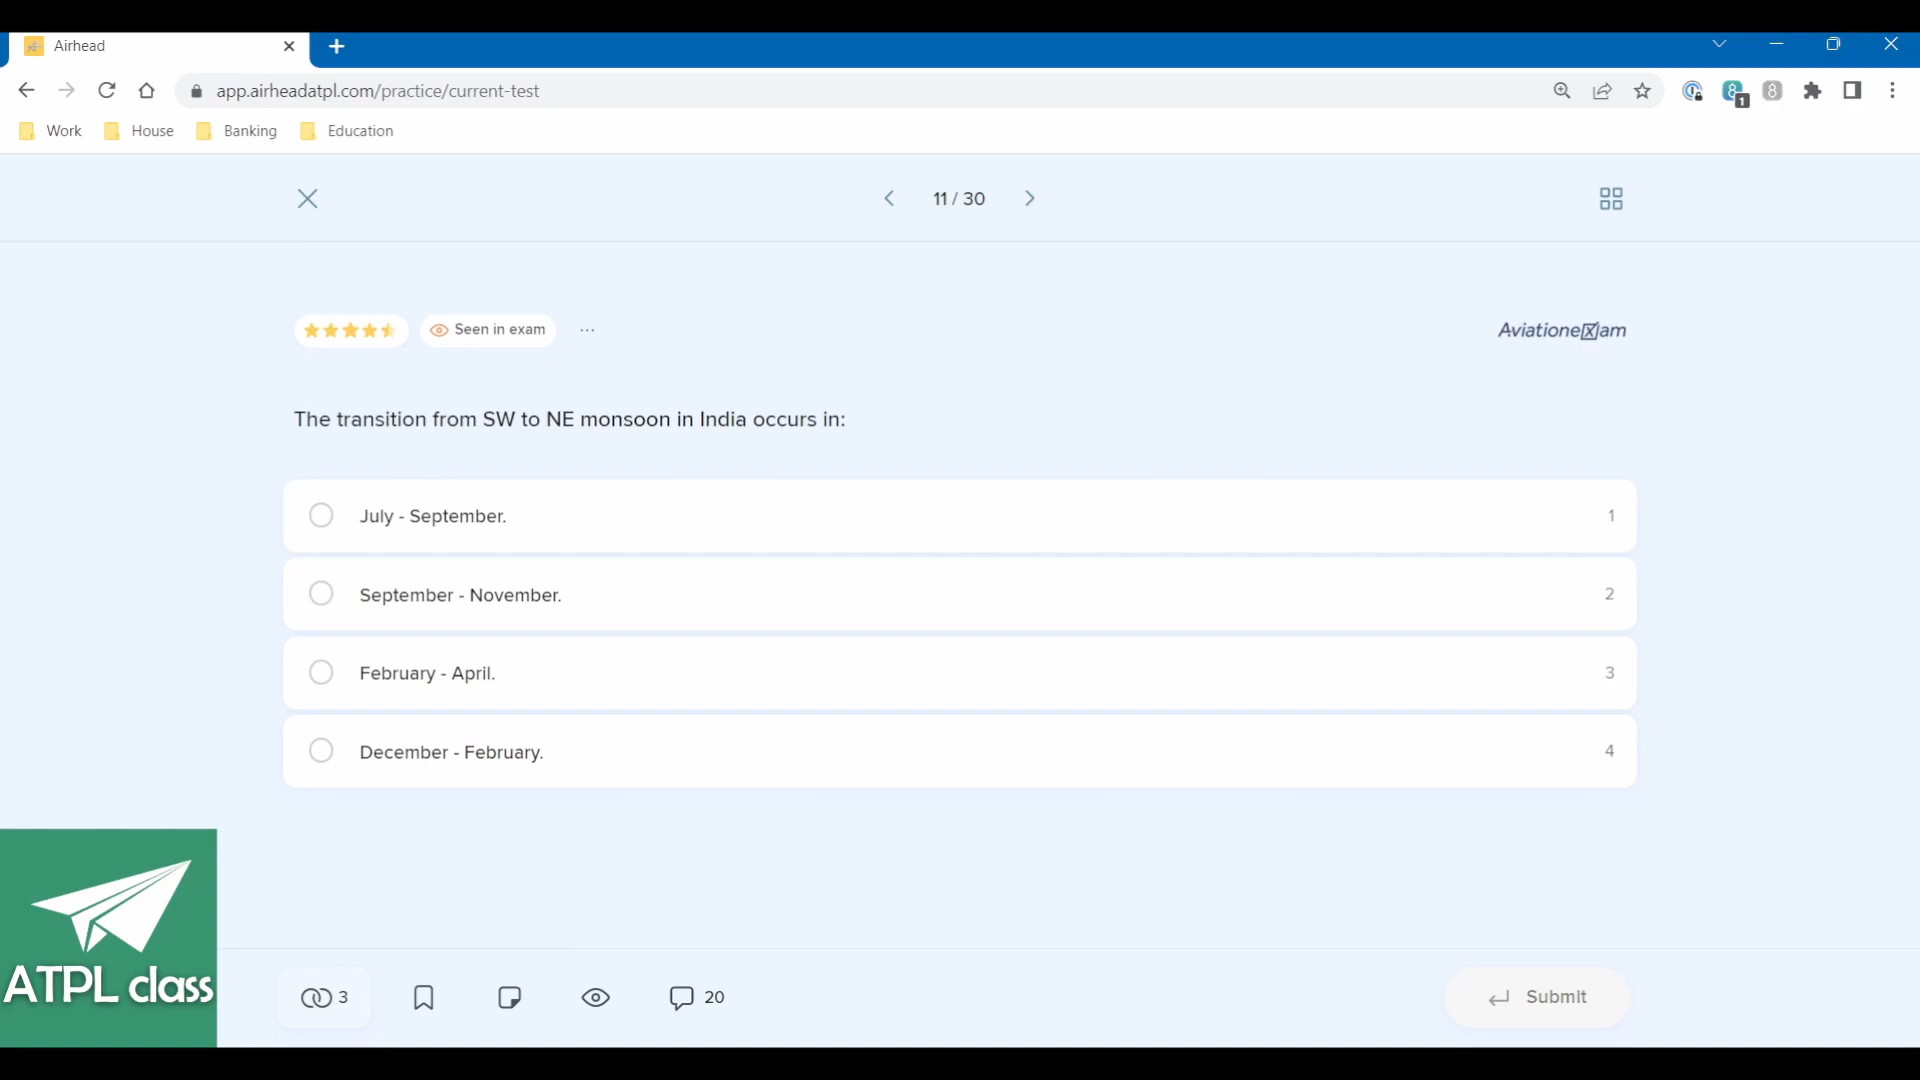 Airhead
app.airheadatpl.com/practice/current-test
1
Work House Banking Education
11 / 30
Seen in exam
Aviationexam
The transition from SW to NE monsoon in India occurs in:
July - September. 1
September - November. 2
February - April. 3
December - February. 4
ATPL class
3
20
Submit